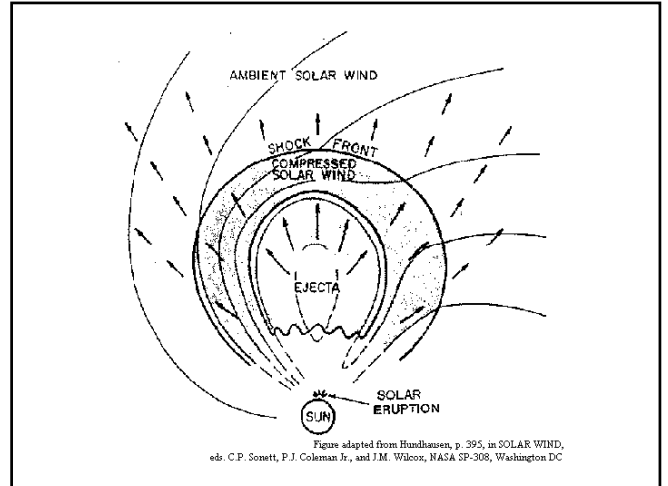 AMBIENT SOLAR WIND
SHOCK FRONT
COMPRESSED
SOLAR WIND
EJECTA
SOLAR
ERUPTION
SUN
Figure adapted from Hundhausen, p. 395, in SOLAR WIND,
eds. C.P. Sonett, P.J. Coleman Jr., and J.M. Wilcox, NASA SP-308, Washington DC